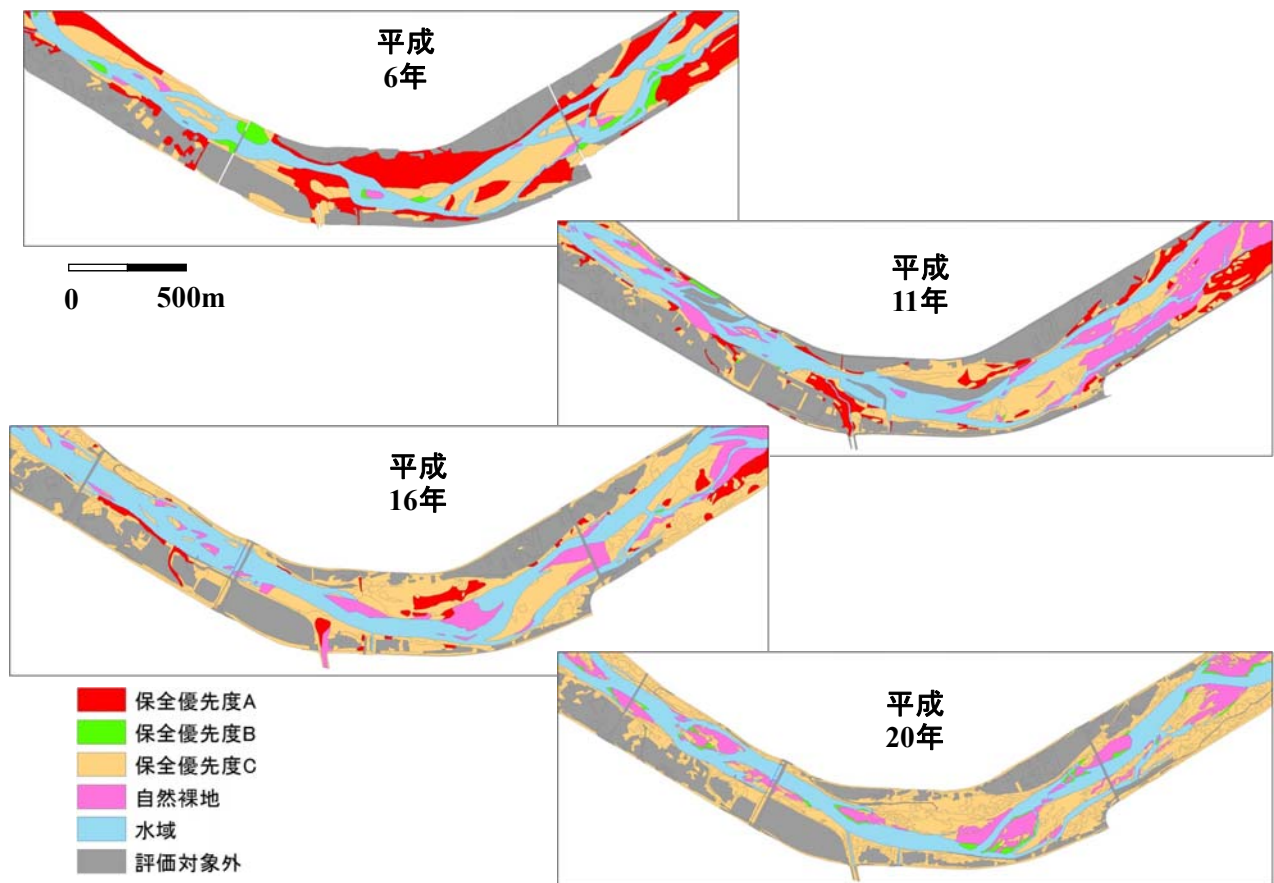 平成
6年
平成
11年
0 500m
平成
16年
保全優先度A
保全優先度B
保全優先度C
自然裸地
水域
評価対象外
平成
20年